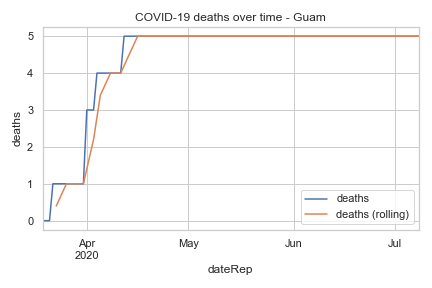 COVID-19 deaths over time - Guam
deaths
5
4
3
2
1
0
Apr
2020
May
Jun
Jul
dateRep
deaths
deaths (rolling)